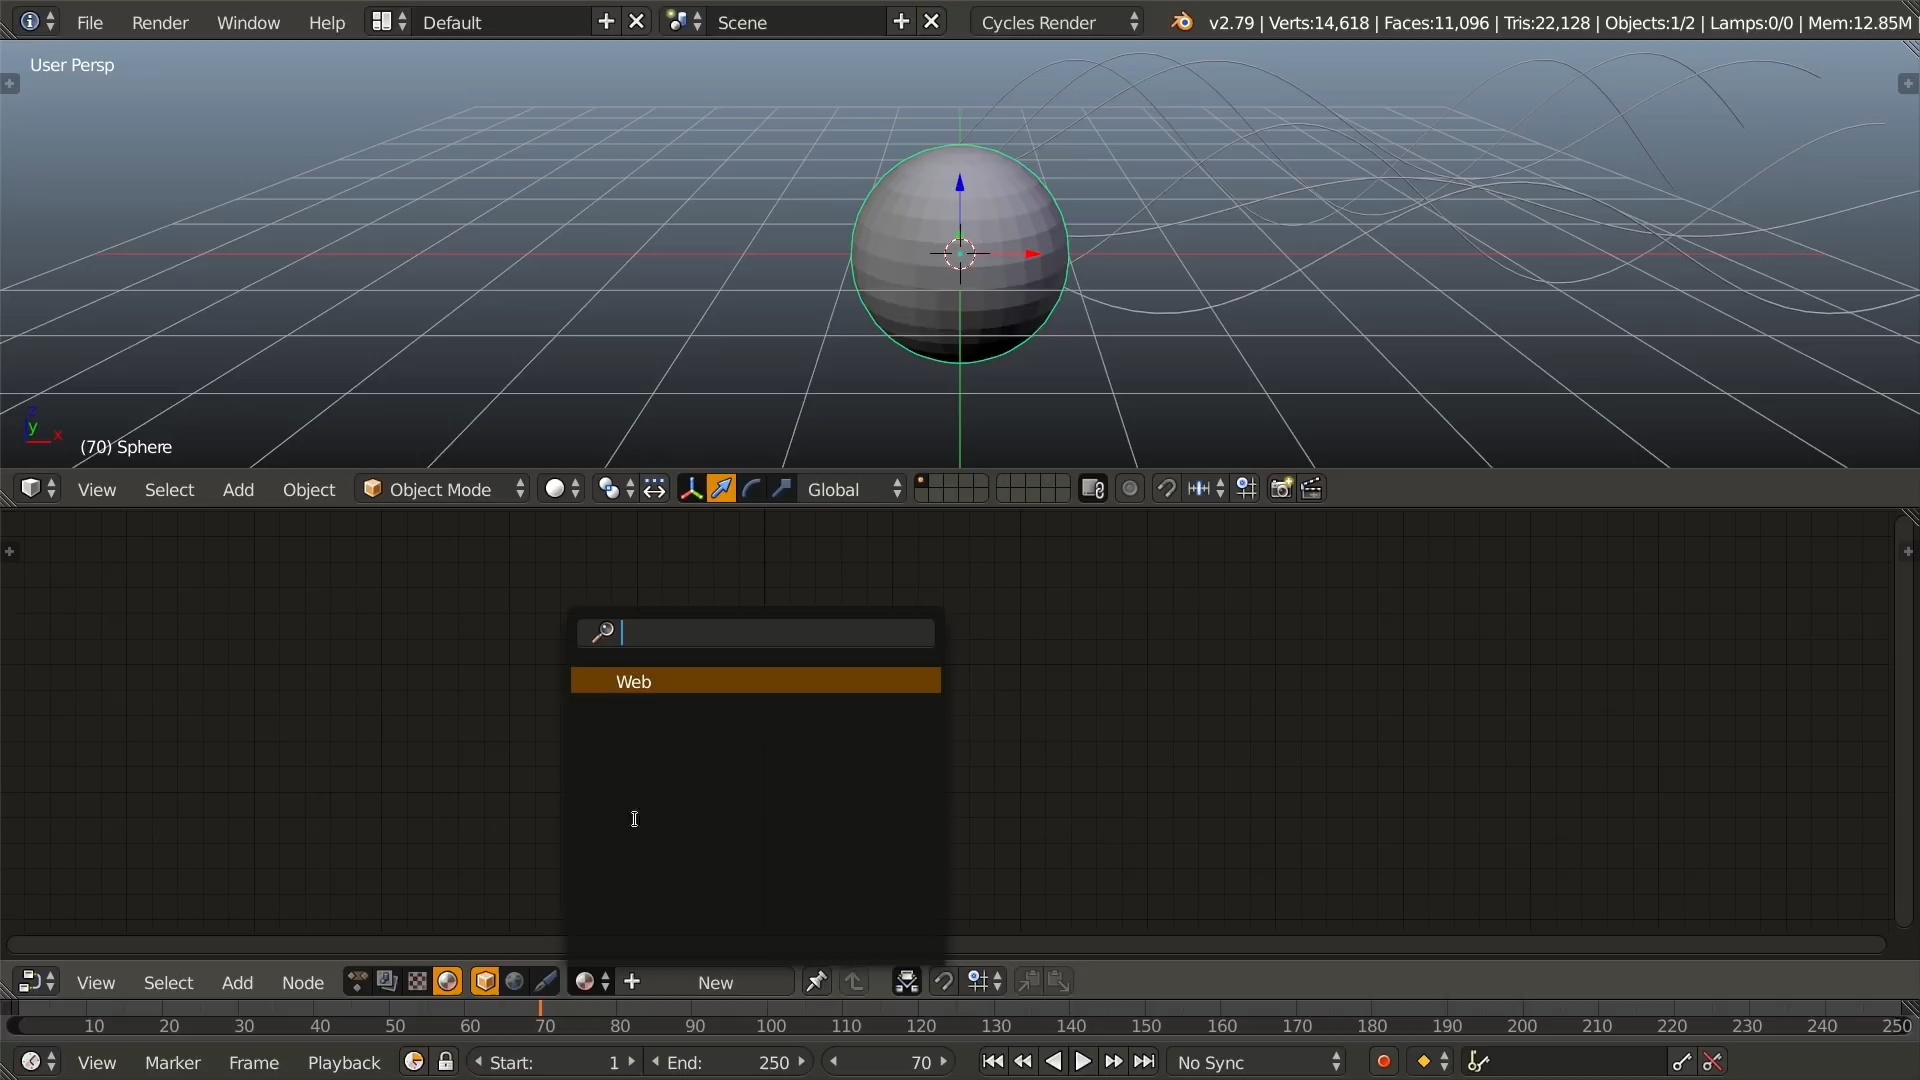 File Render Window Help Default Scene Cycles Render v2.79 | Verts:14,618 | Faces:11,096 | Tris:22,128 | Objects:1/2 | Lamps:0/0 | Mem:12.85M
User Persp
z
y
x
(70) Sphere
View Select Add Object Object Mode Global
Web
View Select Add Node New
10 20 30 40 50 60 70 80 90 100 110 120 130 140 150 160 170 180 190 200 210 220 230 240 250
View Marker Frame Playback Start: 1 End: 250 70 No Sync